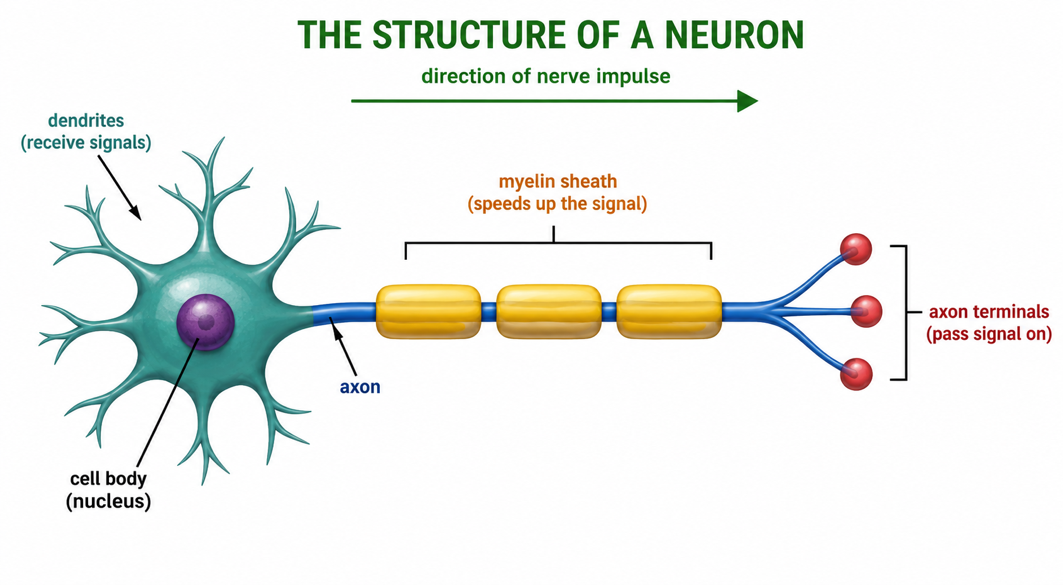 THE STRUCTURE OF A NEURON
direction of nerve impulse
dendrites
(receive signals)
myelin sheath
(speeds up the signal)
axon terminals
(pass signal on)
axon
cell body
(nucleus)